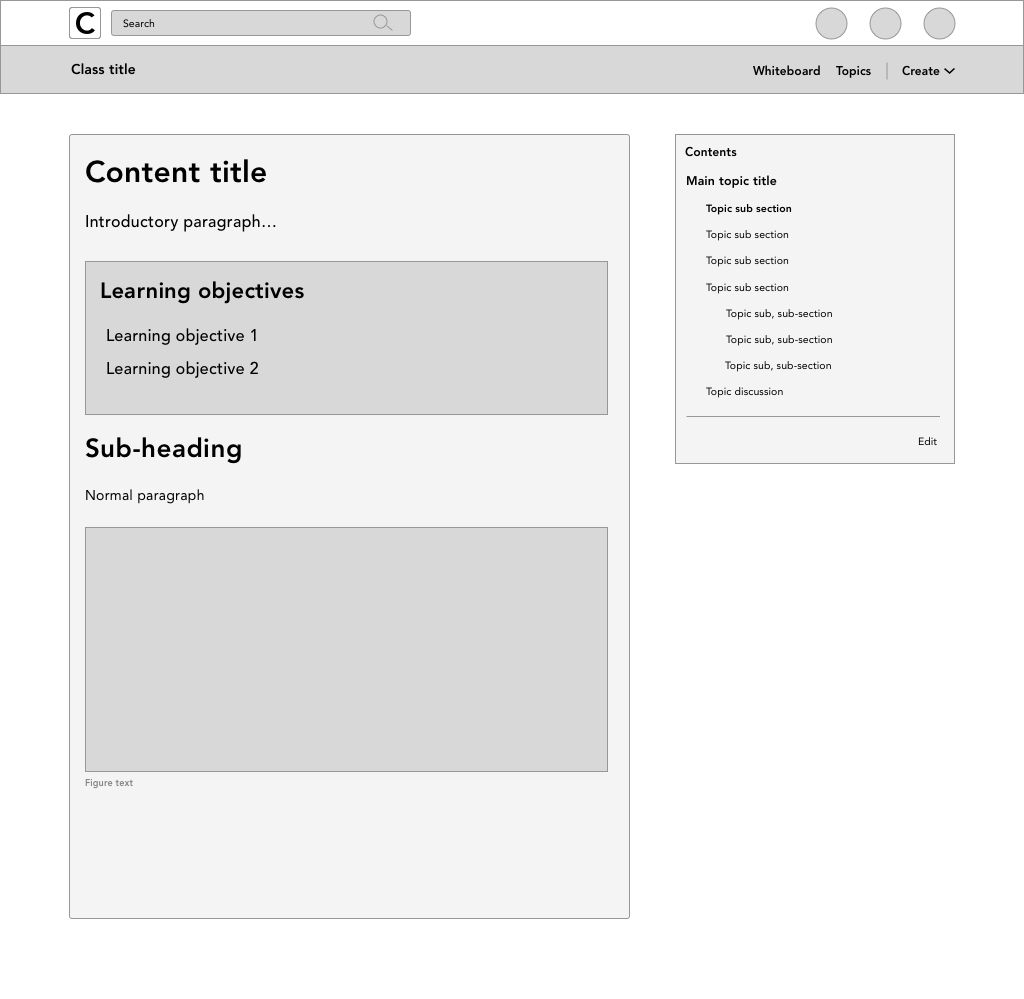 C
Search
Class title
Whiteboard Topics Create
Content title
Introductory paragraph…
Learning objectives
Learning objective 1
Learning objective 2
Sub-heading
Normal paragraph
Figure text
Contents
Main topic title
Topic sub section
Topic sub section
Topic sub section
Topic sub section
Topic sub, sub-section
Topic sub, sub-section
Topic sub, sub-section
Topic discussion
Edit